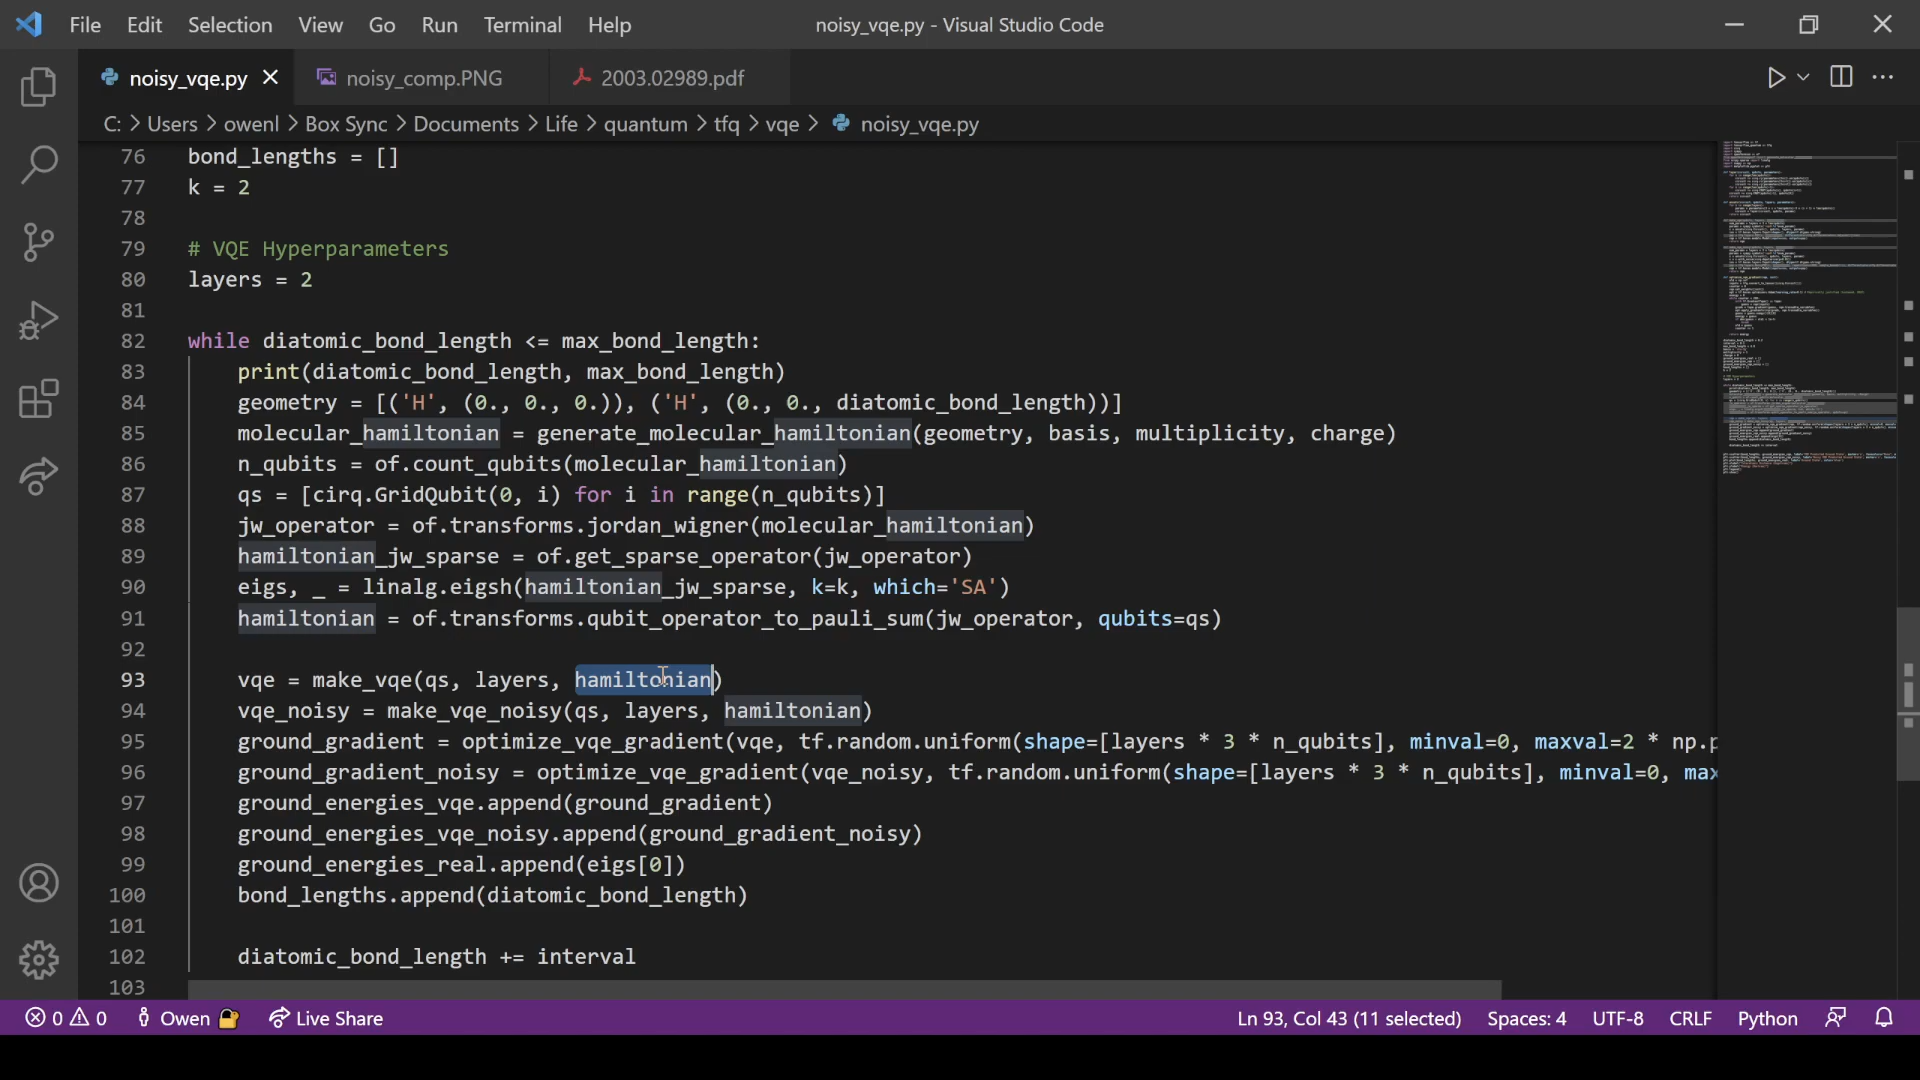 File Edit Selection View Go Run Terminal Help noisy_vqe.py - Visual Studio Code
noisy_vqe.py noisy_comp.PNG 2003.02989.pdf
C: > Users > owenl > Box Sync > Documents > Life > quantum > tfq > vqe > noisy_vqe.py
76 bond_lengths = []
77 k = 2
78
79 # VQE Hyperparameters
80 layers = 2
81
82 while diatomic_bond_length <= max_bond_length:
83 print(diatomic_bond_length, max_bond_length)
84 geometry = [('H', (0., 0., 0.)), ('H', (0., 0., diatomic_bond_length))]
85 molecular_hamiltonian = generate_molecular_hamiltonian(geometry, basis, multiplicity, charge)
86 n_qubits = of.count_qubits(molecular_hamiltonian)
87 qs = [cirq.GridQubit(0, i) for i in range(n_qubits)]
88 jw_operator = of.transforms.jordan_wigner(molecular_hamiltonian)
89 hamiltonian_jw_sparse = of.get_sparse_operator(jw_operator)
90 eigs, _ = linalg.eigsh(hamiltonian_jw_sparse, k=k, which='SA')
91 hamiltonian = of.transforms.qubit_operator_to_pauli_sum(jw_operator, qubits=qs)
92
93 vqe = make_vqe(qs, layers, hamiltonian)
94 vqe_noisy = make_vqe_noisy(qs, layers, hamiltonian)
95 ground_gradient = optimize_vqe_gradient(vqe, tf.random.uniform(shape=[layers * 3 * n_qubits], minval=0, maxval=2 * np.p
96 ground_gradient_noisy = optimize_vqe_gradient(vqe_noisy, tf.random.uniform(shape=[layers * 3 * n_qubits], minval=0, max
97 ground_energies_vqe.append(ground_gradient)
98 ground_energies_vqe_noisy.append(ground_gradient_noisy)
99 ground_energies_real.append(eigs[0])
100 bond_lengths.append(diatomic_bond_length)
101
102 diatomic_bond_length += interval
103
0 0 Owen Live Share Ln 93, Col 43 (11 selected) Spaces: 4 UTF-8 CRLF Python